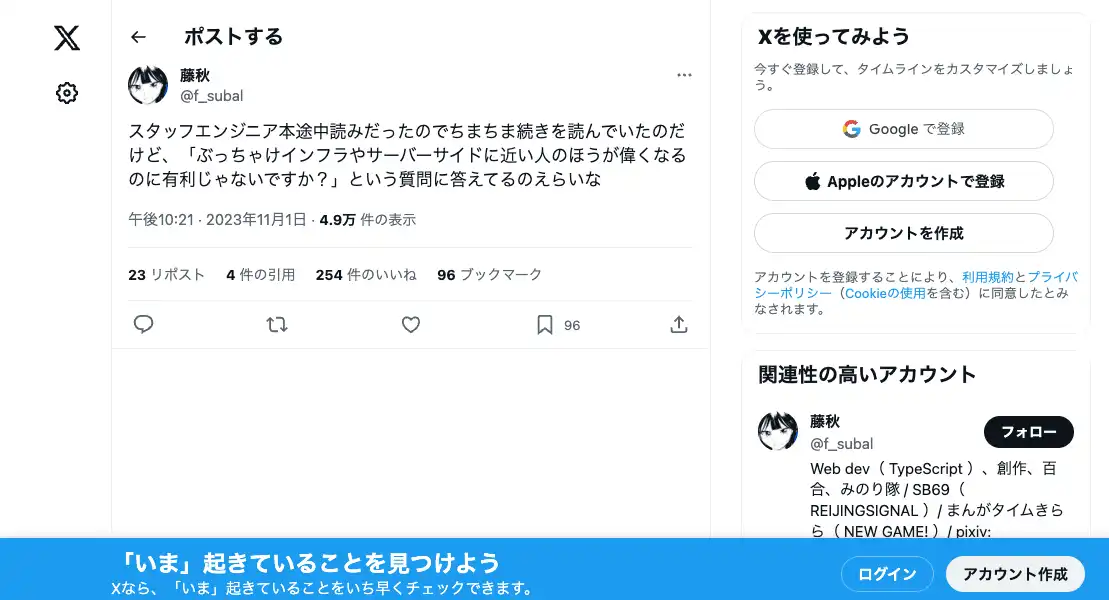 ポストする
藤秋
@f_subal
スタッフエンジニア本途中読みだったのでちまちま続きを読んでいたのだ
けど、「ぶっちゃけインフラやサーバーサイドに近い人のほうが偉くなる
のに有利じゃないですか？」という質問に答えてるのえらいな
午後10:21 · 2023年11月1日 · 4.9万 件の表示
23 リポスト 4 件の引用 254 件のいいね 96 ブックマーク
96
Xを使ってみよう
今すぐ登録して、タイムラインをカスタマイズしましょ
う。
Google で登録
Appleのアカウントで登録
アカウントを作成
アカウントを登録することにより、利用規約とプライバ
シーポリシー（Cookieの使用を含む）に同意したとみ
なされます。
関連性の高いアカウント
藤秋
@f_subal
フォロー
Web dev（ TypeScript ）、創作、百
合、みのり隊 / SB69（
REIJINGSIGNAL ）/ まんがタイムきら
ら（ NEW GAME! ）/ pixiv:
「いま」起きていることを見つけよう
Xなら、「いま」起きていることをいち早くチェックできます。
ログイン
アカウント作成